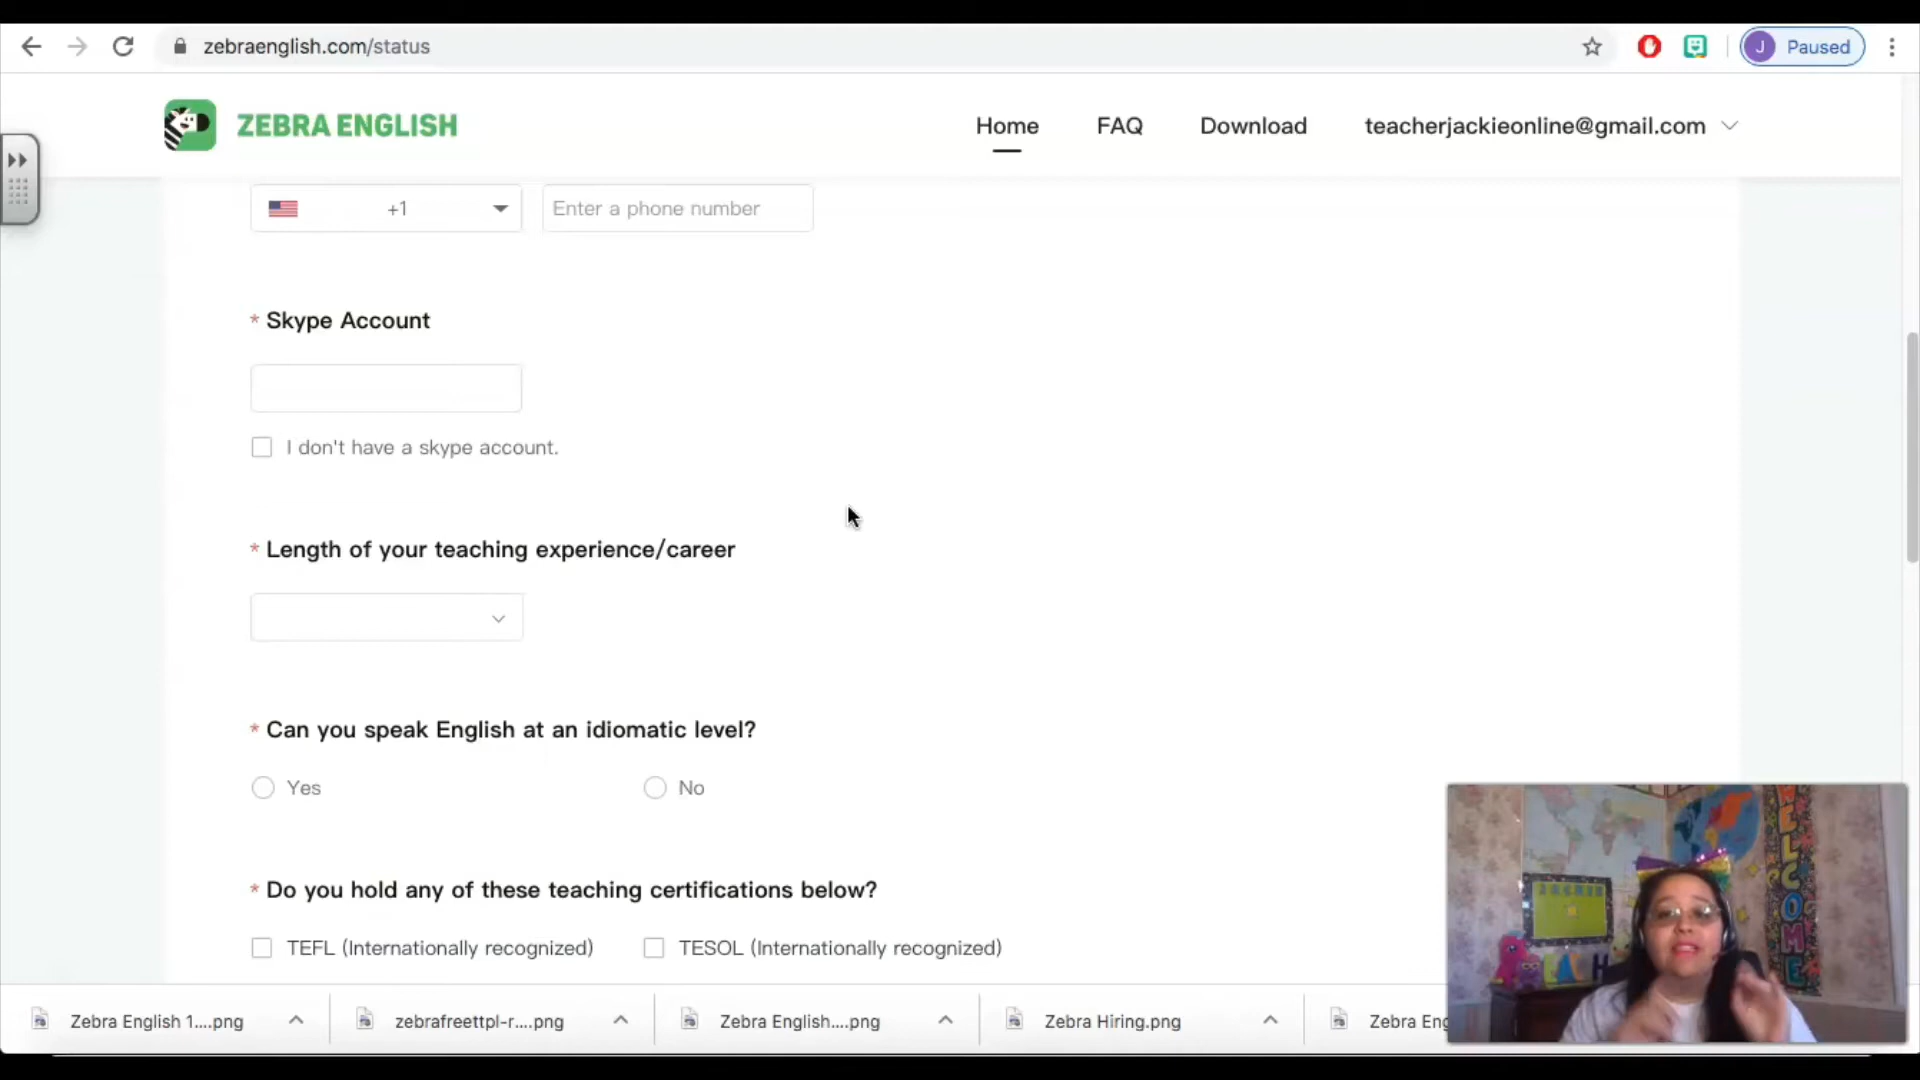 zebraenglish.com/status
J Paused
ZEBRA ENGLISH
Home FAQ Download teacherjackieonline@gmail.com
+1 Enter a phone number
* Skype Account
I don't have a skype account.
* Length of your teaching experience/career
* Can you speak English at an idiomatic level?
Yes No
* Do you hold any of these teaching certifications below?
TEFL (Internationally recognized) TESOL (Internationally recognized)
WELCOME
Zebra English 1....png zebrafreettpl-r....png Zebra English....png Zebra Hiring.png Zebra Eng